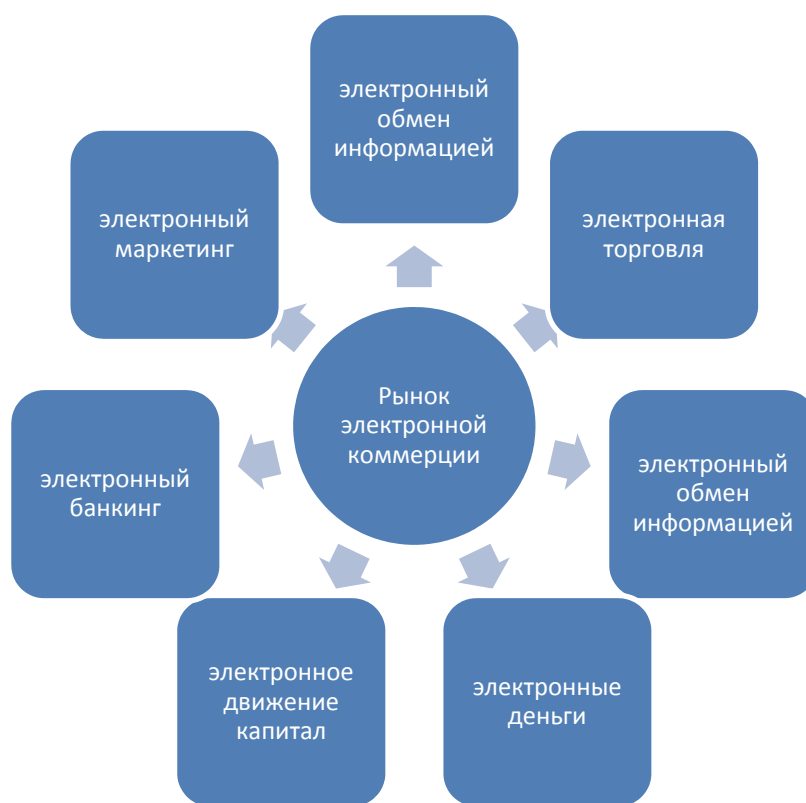 электронный
обмен
информацией
электронная
торговля
электронный
маркетинг
Рынок
электронной
коммерции
электронный
обмен
информацией
электронный
банкинг
электронные
деньги
электронное
движение
капитал